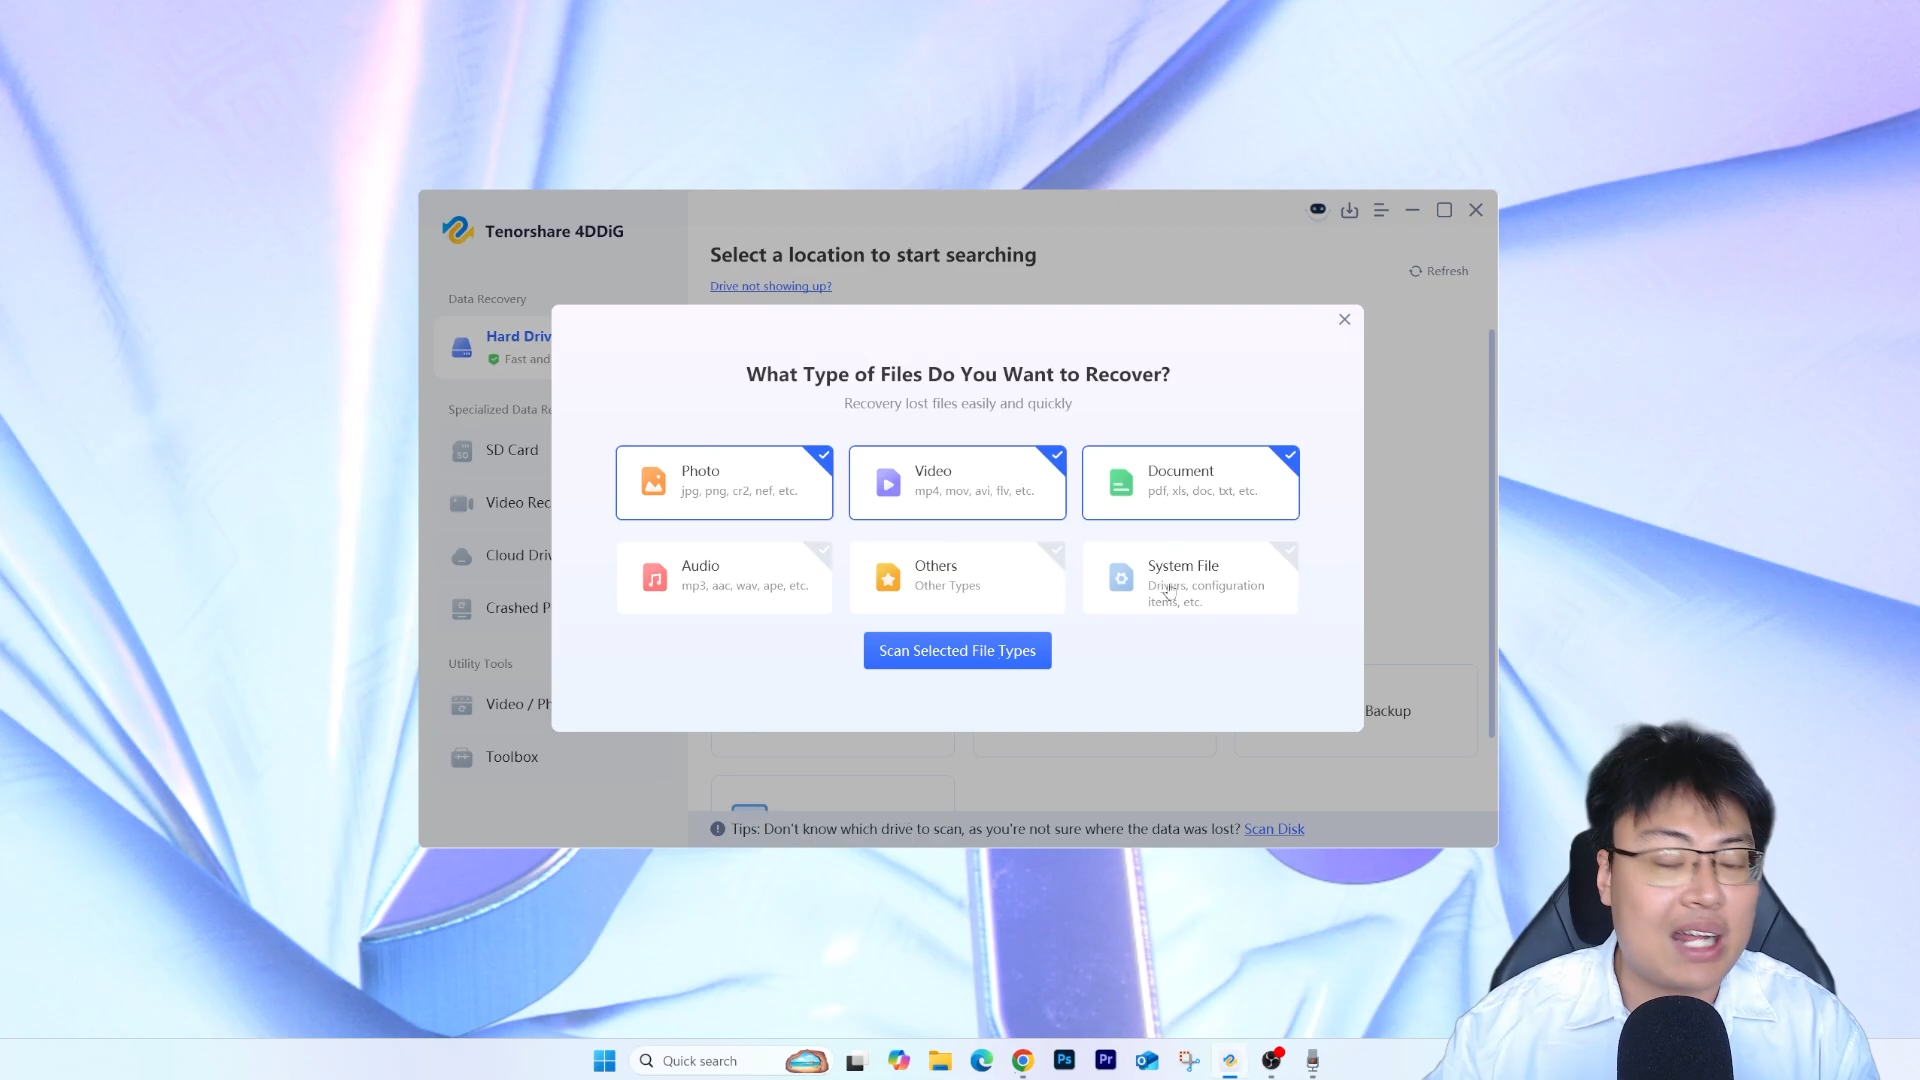 Tenorshare 4DDiG
Select a location to start searching
Refresh
Drive not showing up?
Data Recovery
Hard Driv
Fast and
Specialized Data Re
SD Card
Video Rec
Cloud Driv
Crashed P
Utility Tools
Video / Ph
Toolbox
What Type of Files Do You Want to Recover?
Recovery lost files easily and quickly
Photo
jpg, png, cr2, nef, etc.
Video
mp4, mov, avi, flv, etc.
Document
pdf, xls, doc, txt, etc.
Audio
mp3, aac, wav, ape, etc.
Others
Other Types
System File
Drivers, configuration
items, etc.
Scan Selected File Types
Backup
Tips: Don't know which drive to scan, as you're not sure where the data was lost? Scan Disk
Quick search
Ps
Pr